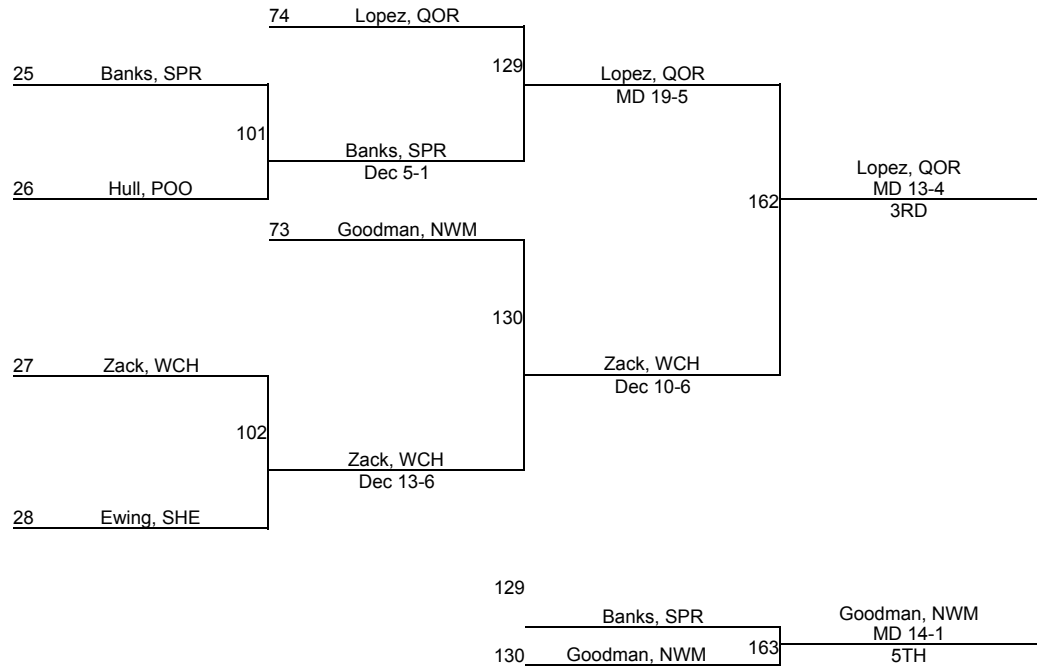 74 Lopez, QOR
129 Lopez, QOR
MD 19-5
25 Banks, SPR
101
Banks, SPR
Dec 5-1
26 Hull, POO
162
Lopez, QOR
MD 13-4
3RD
73 Goodman, NWM
130
27 Zack, WCH
Zack, WCH
Dec 10-6
102
Zack, WCH
Dec 13-6
28 Ewing, SHE
129
Banks, SPR
130 Goodman, NWM
163
Goodman, NWM
MD 14-1
5TH